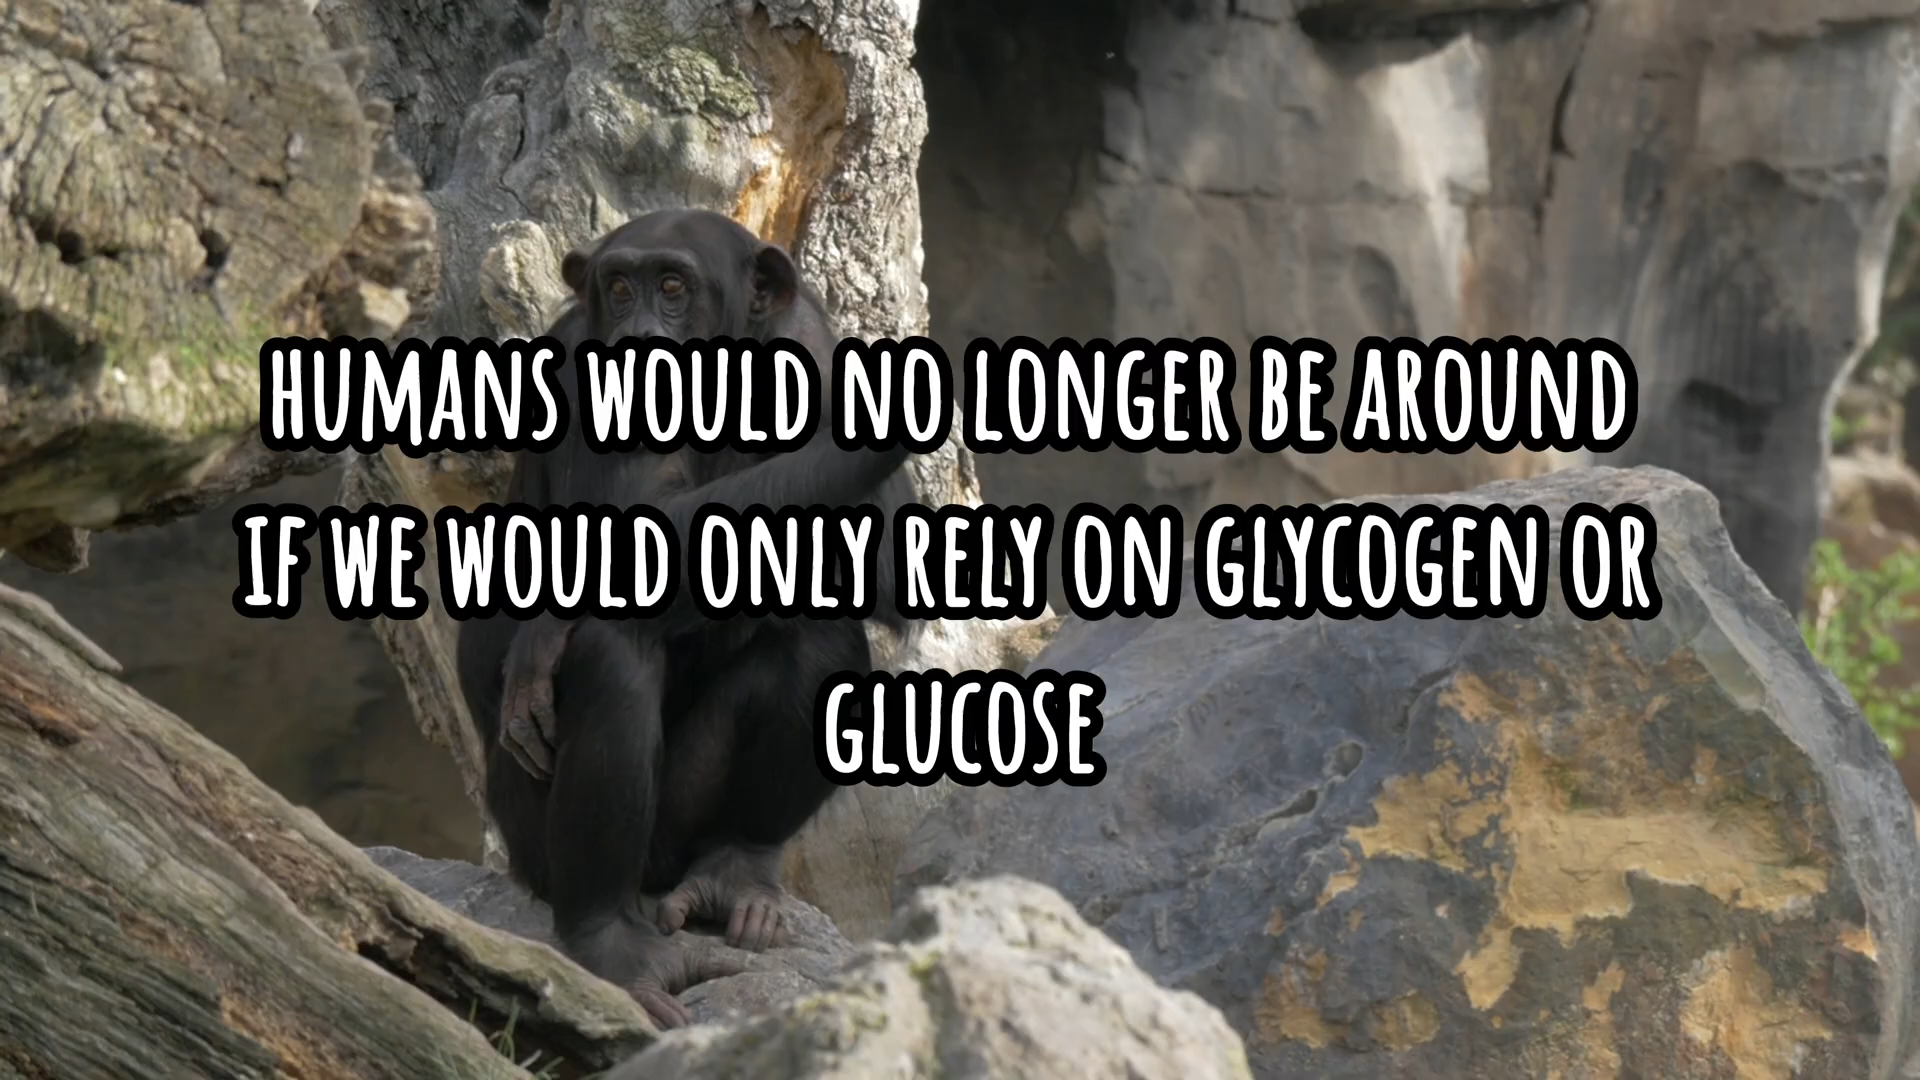 HUMANS WOULD NO LONGER BE AROUND
IF WE WOULD ONLY RELY ON GLYCOGEN OR
GLUCOSE